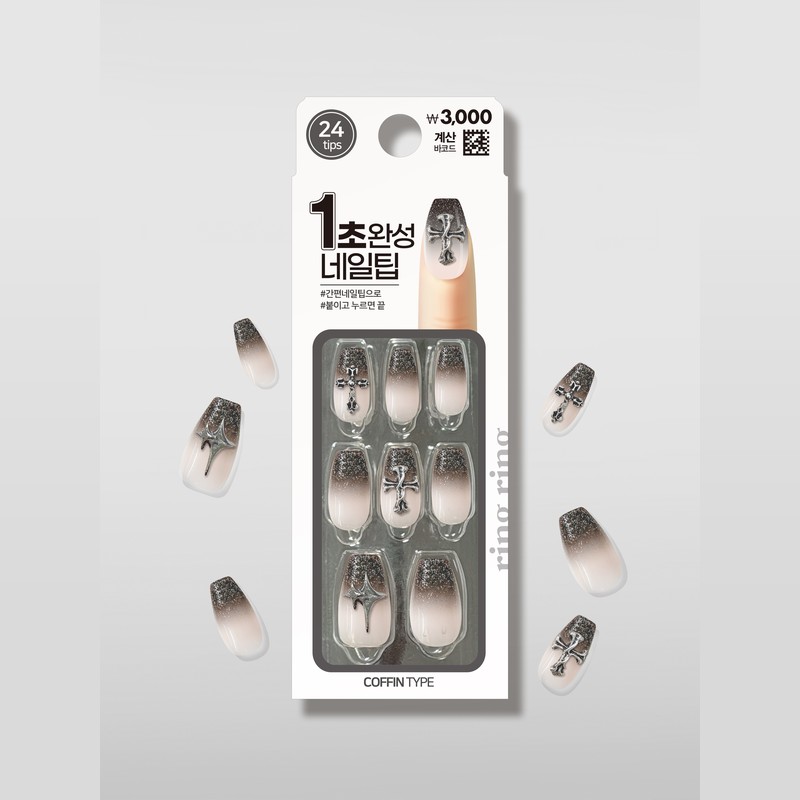 24
tips
₩3,000
계산
바코드
1초완성
네일팁
#간편네일팁으로
#붙이고 누르면 끝
ring ring
COFFIN TYPE